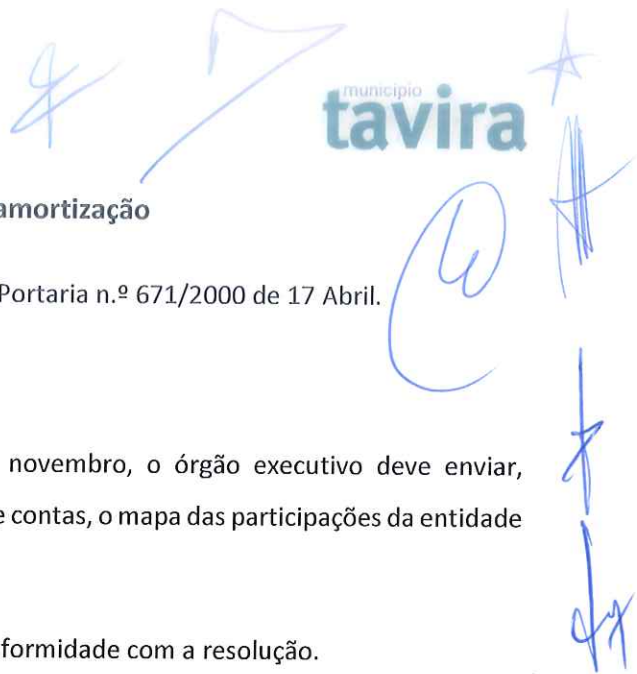 município
tavira
amortização
Portaria n.º 671/2000 de 17 Abril.
novembro, o órgão executivo deve enviar,
e contas, o mapa das participações da entidade
formidade com a resolução.